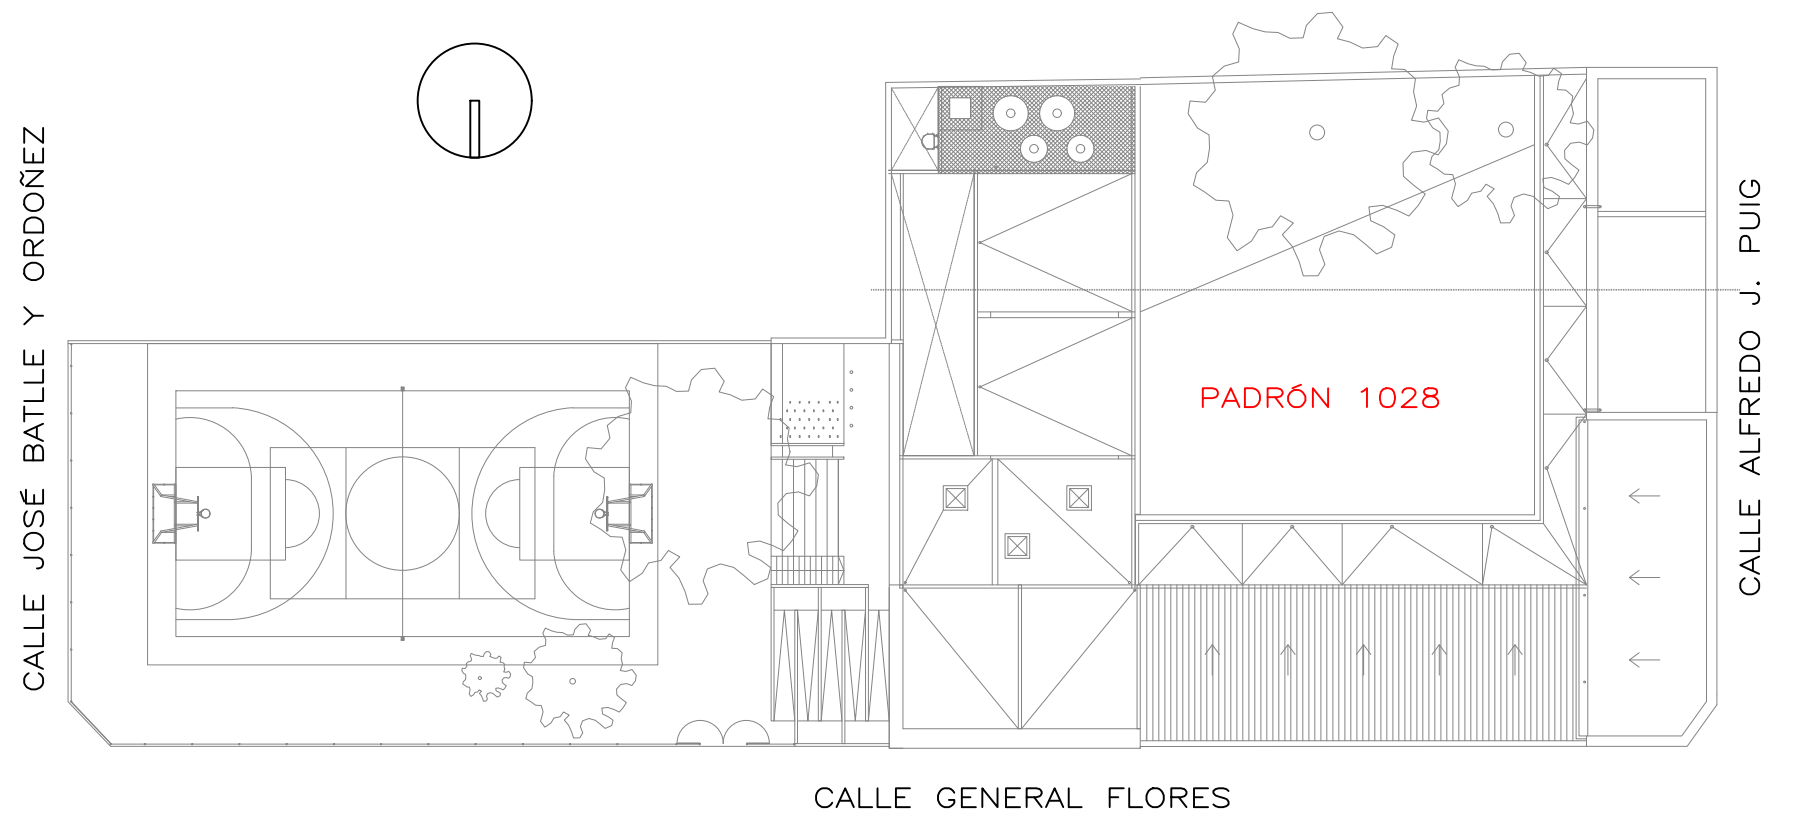 CALLE JOSÉ BATLLE Y ORDOÑEZ
CALLE ALFREDO J. PUIG
PADRÓN 1028
CALLE GENERAL FLORES